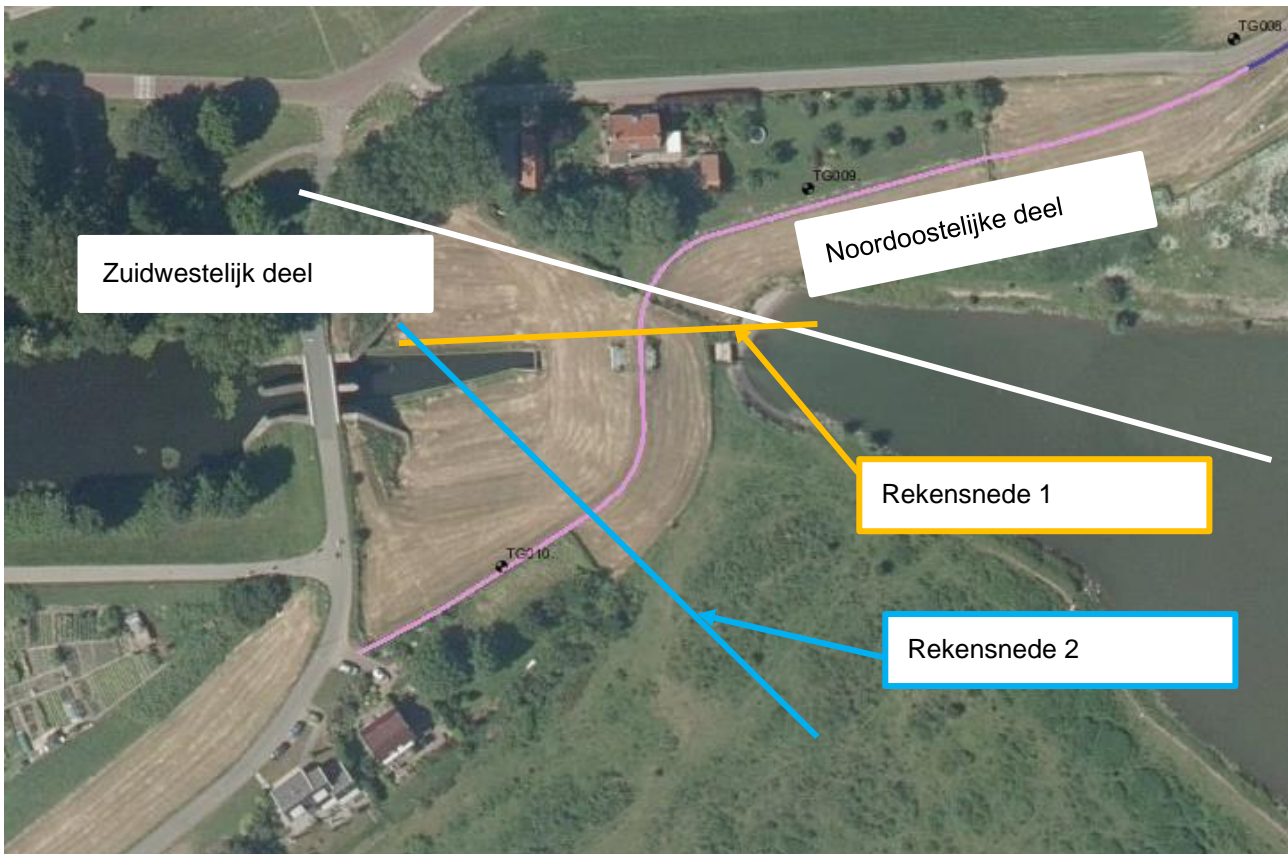 TG008..
TG009..
Noordoostelijke deel
Zuidwestelijk deel
Rekensnede 1
TG010..
Rekensnede 2